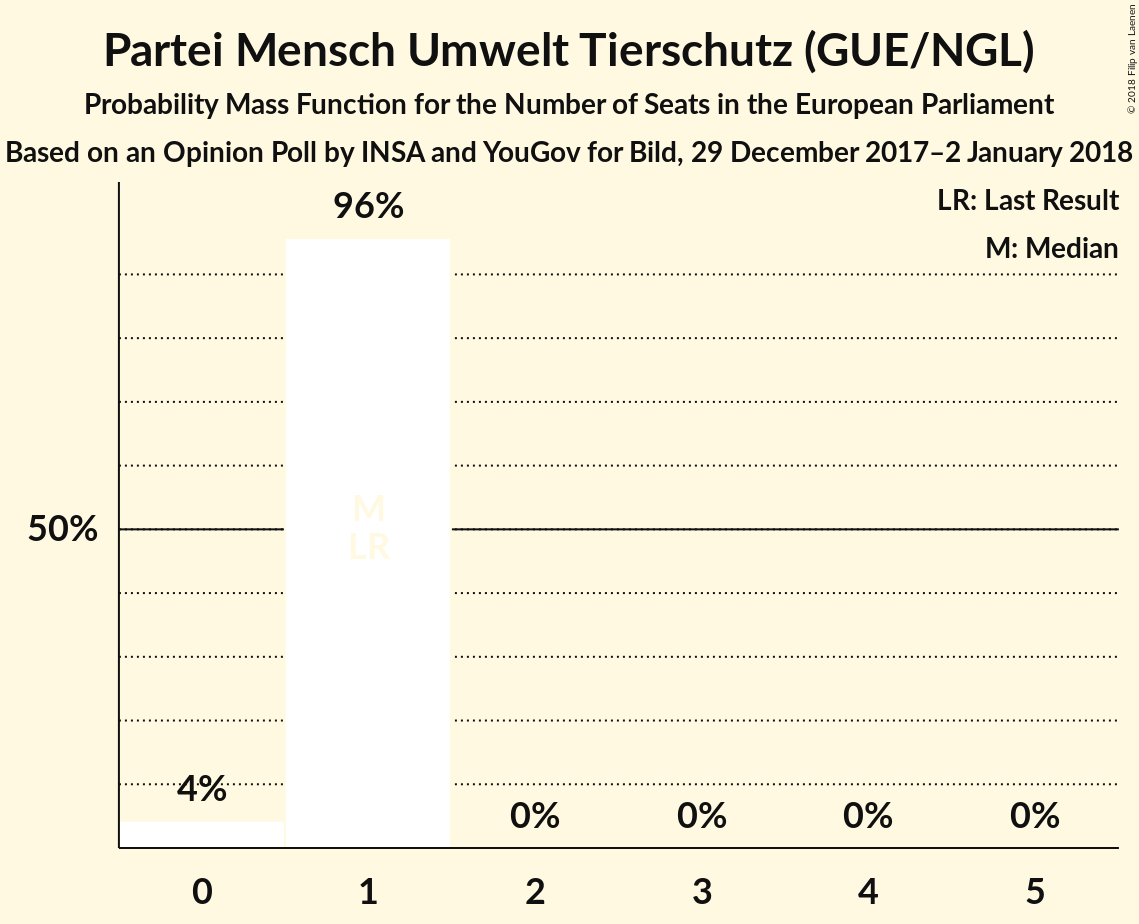 Partei Mensch Umwelt Tierschutz (GUE/NGL)
Probability Mass Function for the Number of Seats in the European Parliament
Based on an Opinion Poll by INSA and YouGov for Bild, 29 December 2017–2 January 2018
© 2018 Filip van Laenen
LR: Last Result
M: Median
96%
M
LR
50%
4%
0%
0%
0%
0%
0
1
2
3
4
5